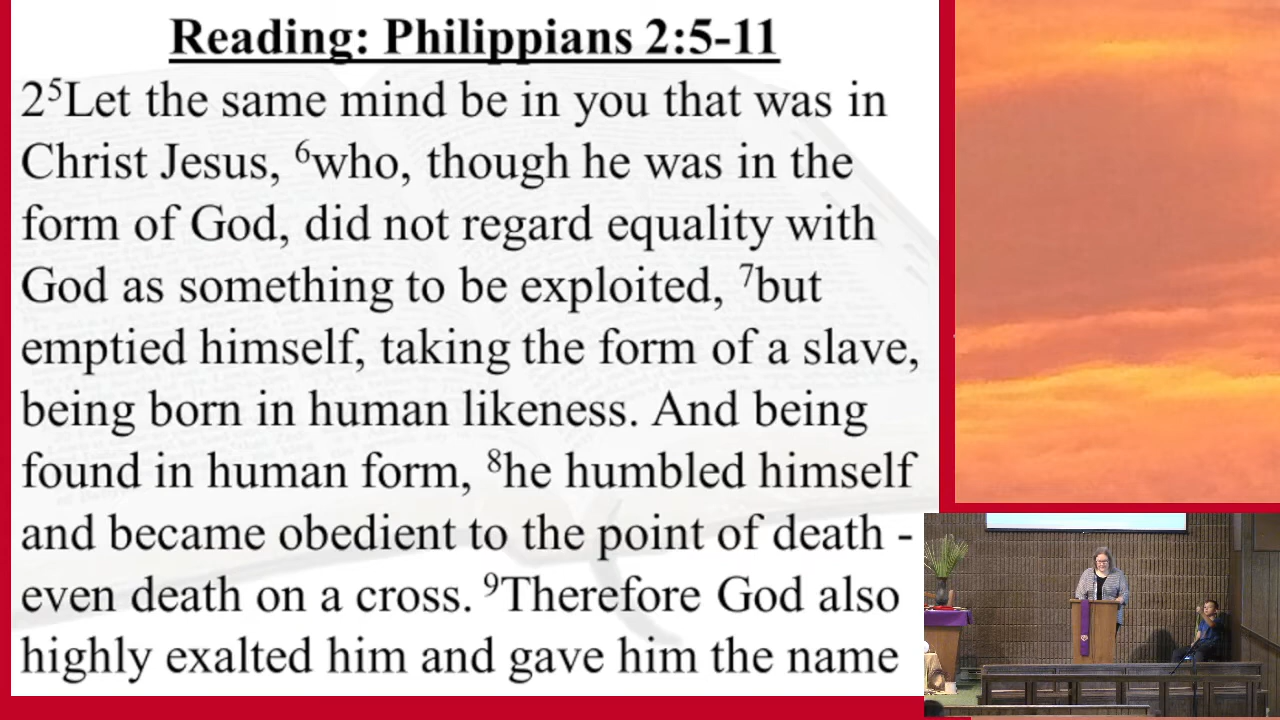 Reading: Philippians 2:5-11
2⁵Let the same mind be in you that was in
Christ Jesus, ⁶who, though he was in the
form of God, did not regard equality with
God as something to be exploited, ⁷but
emptied himself, taking the form of a slave,
being born in human likeness. And being
found in human form, ⁸he humbled himself
and became obedient to the point of death -
even death on a cross. ⁹Therefore God also
highly exalted him and gave him the name